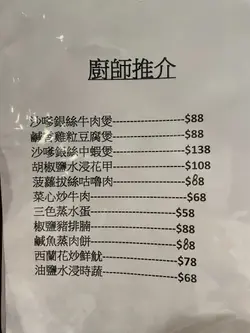 廚師推介
沙嗲銀絲牛肉煲----------------$88
鹹魚雞粒豆腐煲----------------$88
沙嗲銀絲中蝦煲----------------$138
胡椒鹽水浸花甲----------------$108
菠蘿拔絲咕嚕肉----------------$88
菜心炒牛肉----------------$68
三色蒸水蛋----------------$58
椒鹽豬排腩----------------$88
鹹魚蒸肉餅----------------$88
西蘭花炒鮮魷----------------$78
油鹽水浸時蔬----------------$68